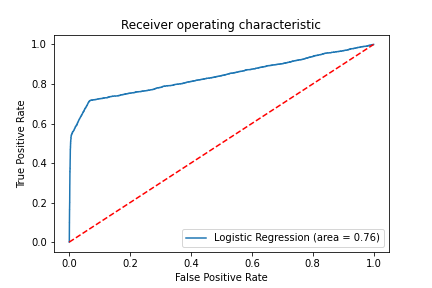 Receiver operating characteristic
True Positive Rate
1.0
0.8
0.6
0.4
0.2
0.0
Logistic Regression (area = 0.76)
0.0 0.2 0.4 0.6 0.8 1.0
False Positive Rate